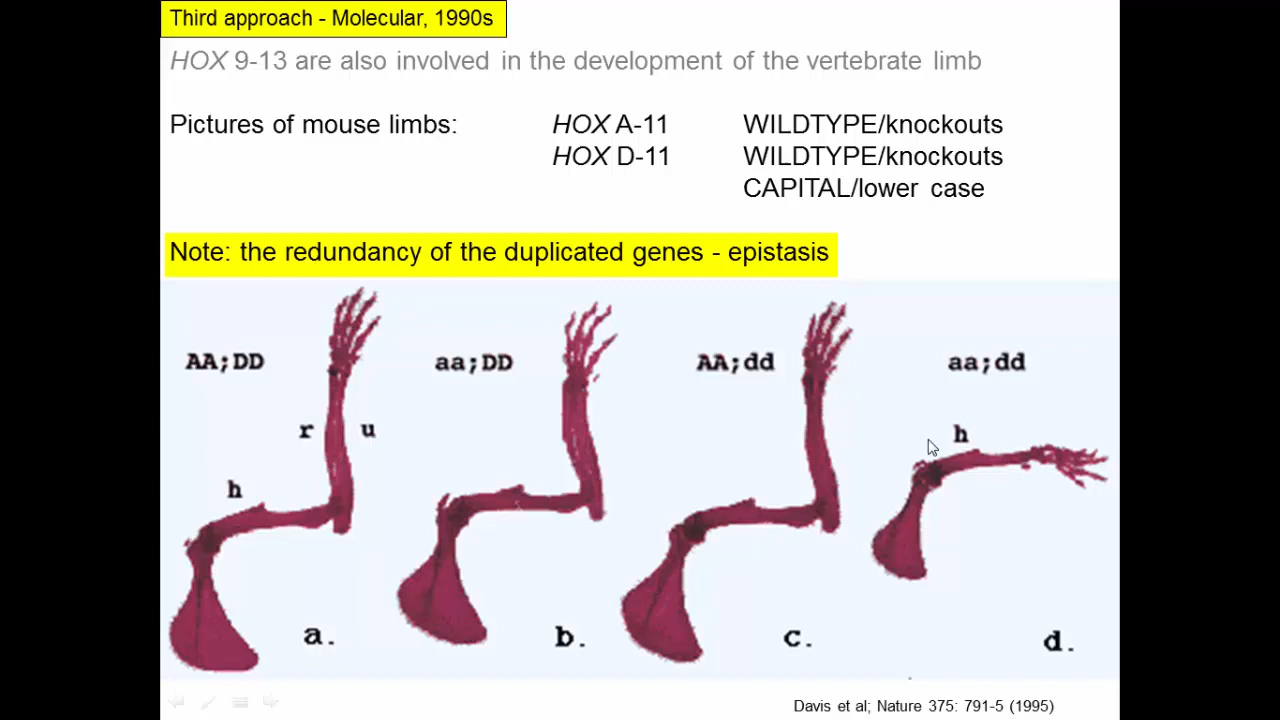 Third approach - Molecular, 1990s
HOX 9-13 are also involved in the development of the vertebrate limb
Pictures of mouse limbs: HOX A-11 WILDTYPE/knockouts
HOX D-11 WILDTYPE/knockouts
CAPITAL/lower case
Note: the redundancy of the duplicated genes - epistasis
AA;DD aa;DD AA;dd aa;dd
r u h
h
a. b. c. d.
Davis et al; Nature 375: 791-5 (1995)